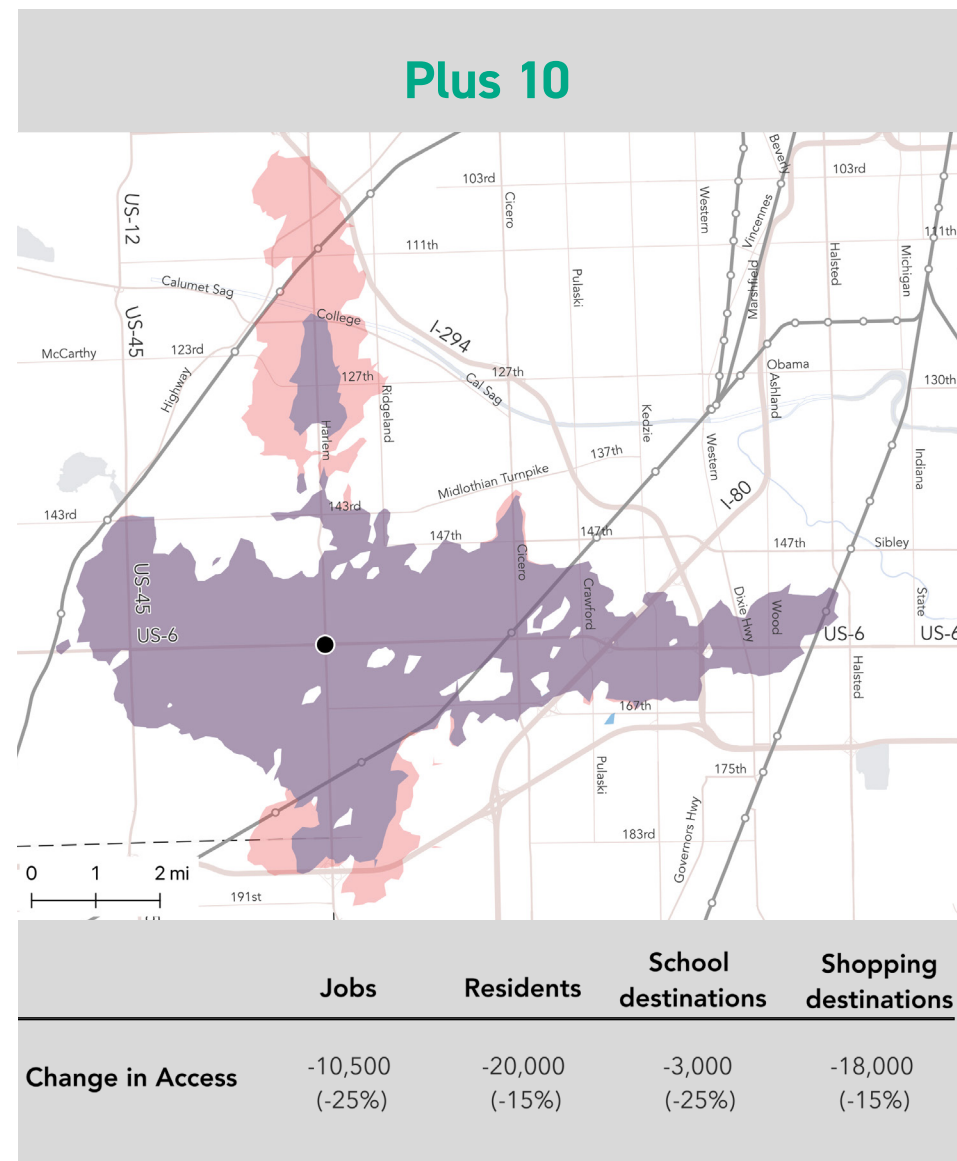 Plus 10
Beverly
103rd
103rd
US-12
Cicero
Western
Vincennes
111th
111th
Halsted
Michigan
Pulaski
Marshfield
Calumet Sag
College
I-294
US-45
McCarthy
123rd
127th
127th
Obama
Ashland
130th
Highway
Cal Sag
Ridgeland
Harlem
Kedzie
Western
137th
Midlothian Turnpike
Indiana
I-80
143rd
143rd
147th
147th
147th
Sibley
Cicero
US-45
Crawford
Dixie Hwy
Wood
State
US-6
US-6
US-6
Halsted
167th
Pulaski
175th
Governors Hwy
183rd
0 1 2 mi
191st
Jobs
Residents
School
destinations
Shopping
destinations
Change in Access
-10,500
(-25%)
-20,000
(-15%)
-3,000
(-25%)
-18,000
(-15%)